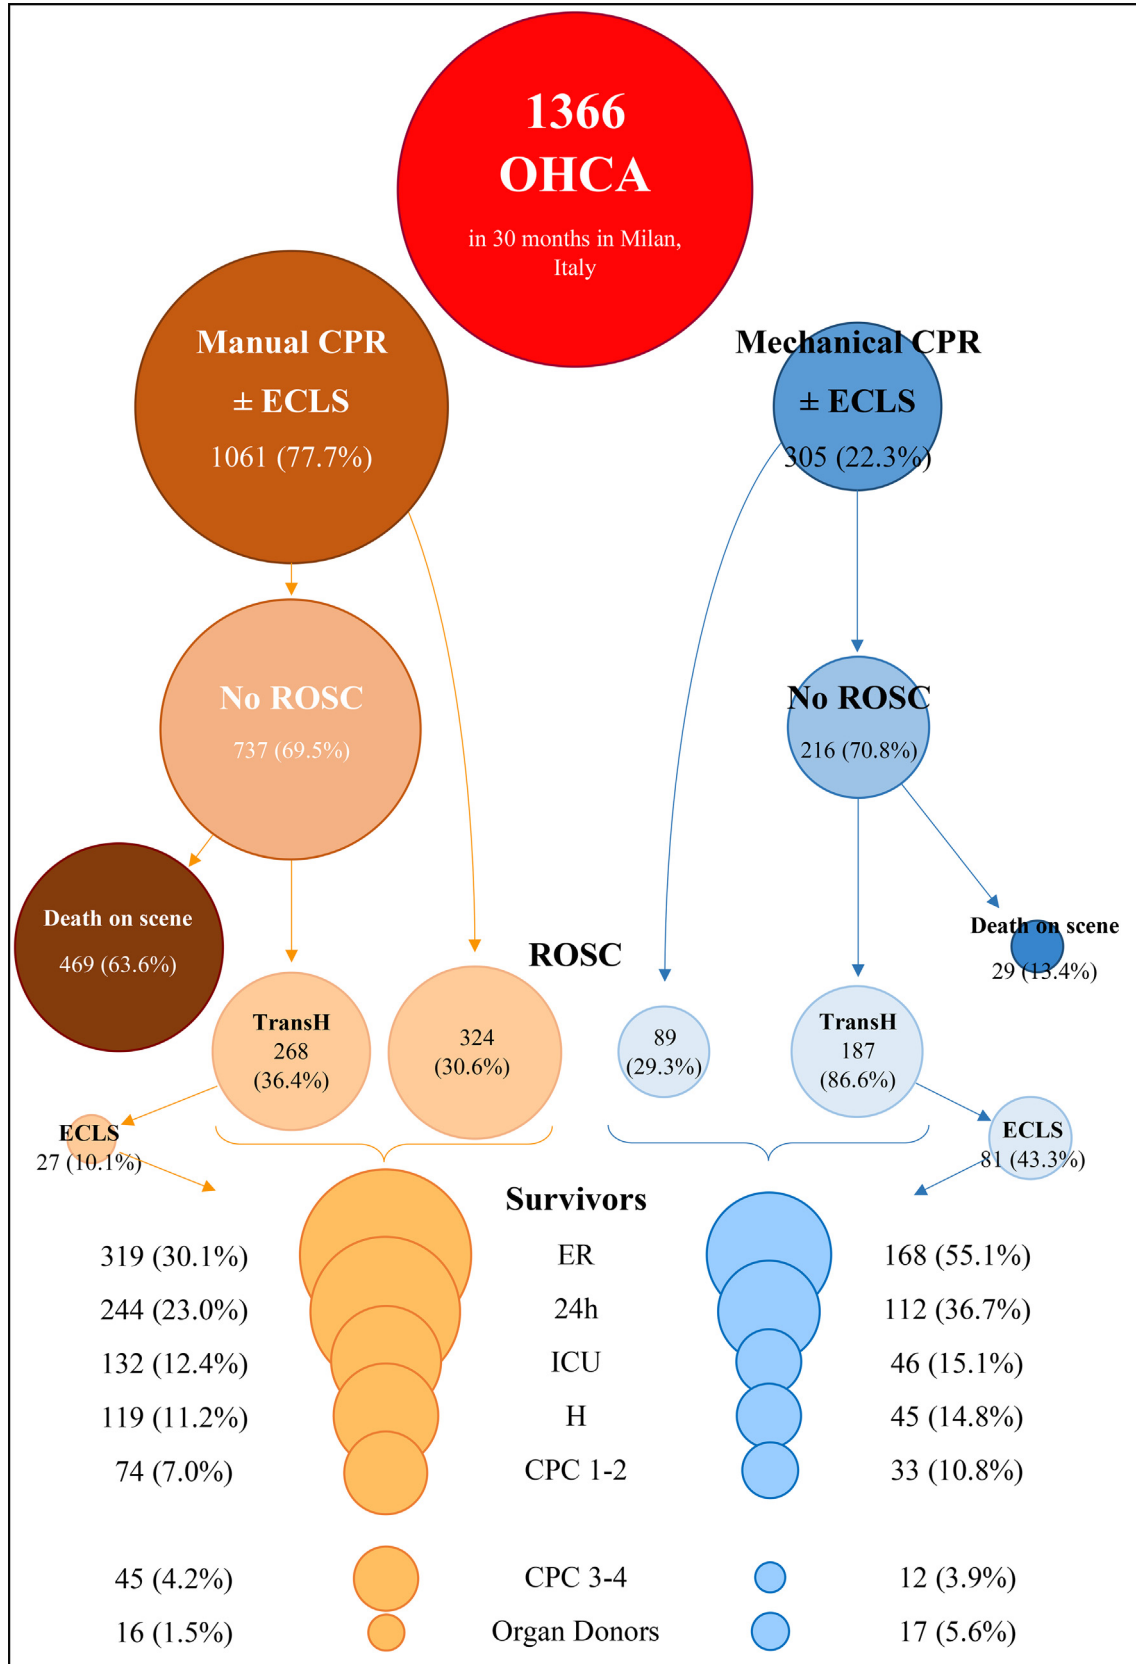 1366
OHCA
in 30 months in Milan,
Italy
Manual CPR
± ECLS
1061 (77.7%)
Mechanical CPR
± ECLS
305 (22.3%)
No ROSC
737 (69.5%)
No ROSC
216 (70.8%)
Death on scene
469 (63.6%)
ROSC
Death on scene
29 (13.4%)
TransH
268
(36.4%)
324
(30.6%)
89
(29.3%)
TransH
187
(86.6%)
ECLS
27 (10.1%)
ECLS
81 (43.3%)
Survivors
319 (30.1%) ER 168 (55.1%)
244 (23.0%) 24h 112 (36.7%)
132 (12.4%) ICU 46 (15.1%)
119 (11.2%) H 45 (14.8%)
74 (7.0%) CPC 1-2 33 (10.8%)
45 (4.2%) CPC 3-4 12 (3.9%)
16 (1.5%) Organ Donors 17 (5.6%)